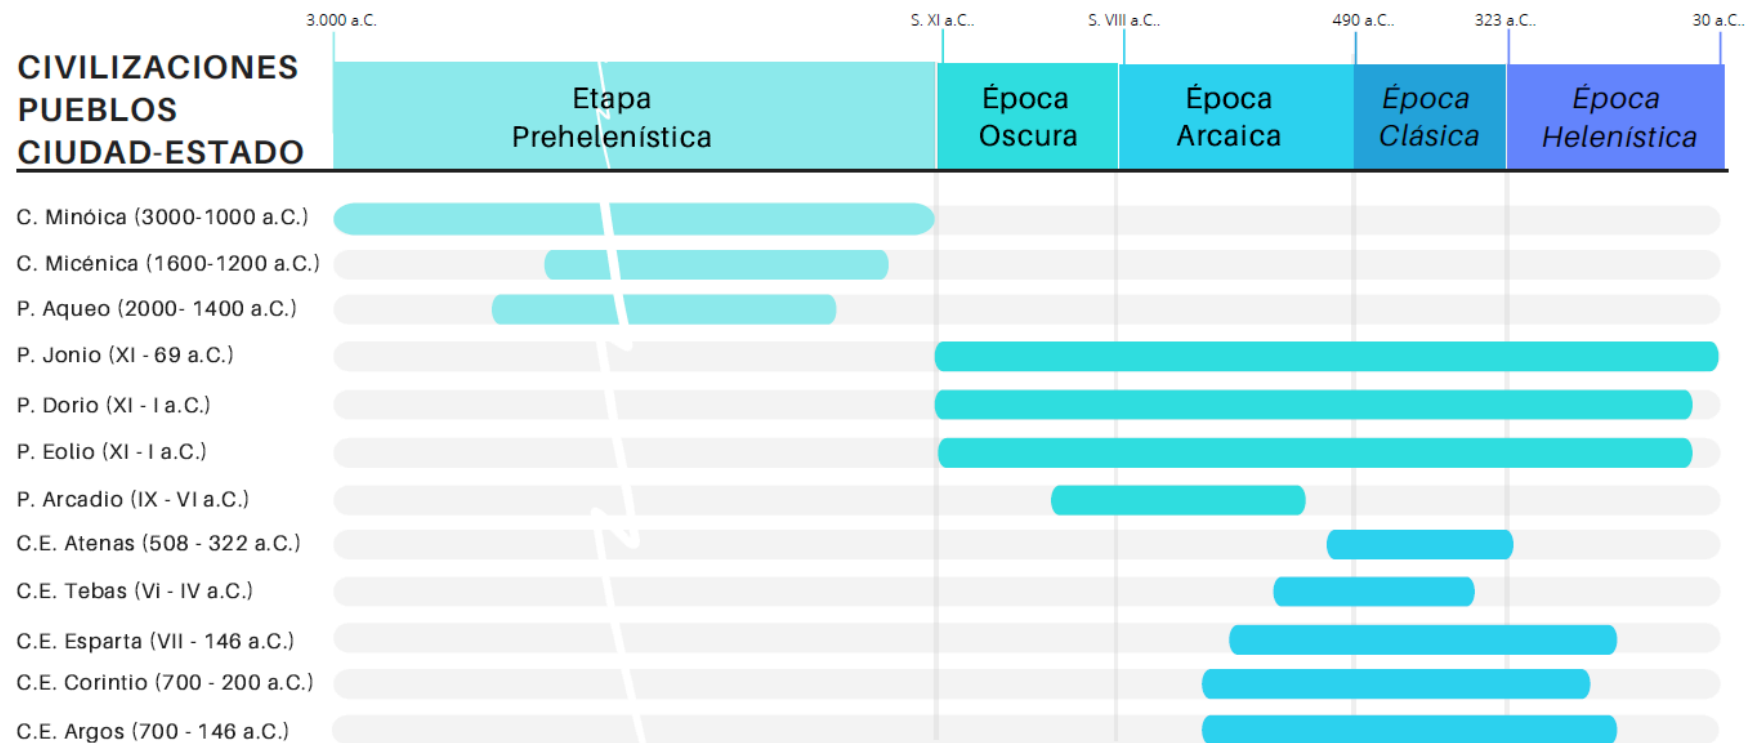 3.000 a.C.
S. XI a.C..
S. VIII a.C..
490 a.C..
323 a.C..
30 a.C..
CIVILIZACIONES
PUEBLOS
CIUDAD-ESTADO
Etapa
Prehelenística
Época
Oscura
Época
Arcaica
Época
Clásica
Época
Helenística
C. Minóica (3000-1000 a.C.)
C. Micénica (1600-1200 a.C.)
P. Aqueo (2000- 1400 a.C.)
P. Jonio (XI - 69 a.C.)
P. Dorio (XI - I a.C.)
P. Eolio (XI - I a.C.)
P. Arcadio (IX - VI a.C.)
C.E. Atenas (508 - 322 a.C.)
C.E. Tebas (Vi - IV a.C.)
C.E. Esparta (VII - 146 a.C.)
C.E. Corintio (700 - 200 a.C.)
C.E. Argos (700 - 146 a.C.)